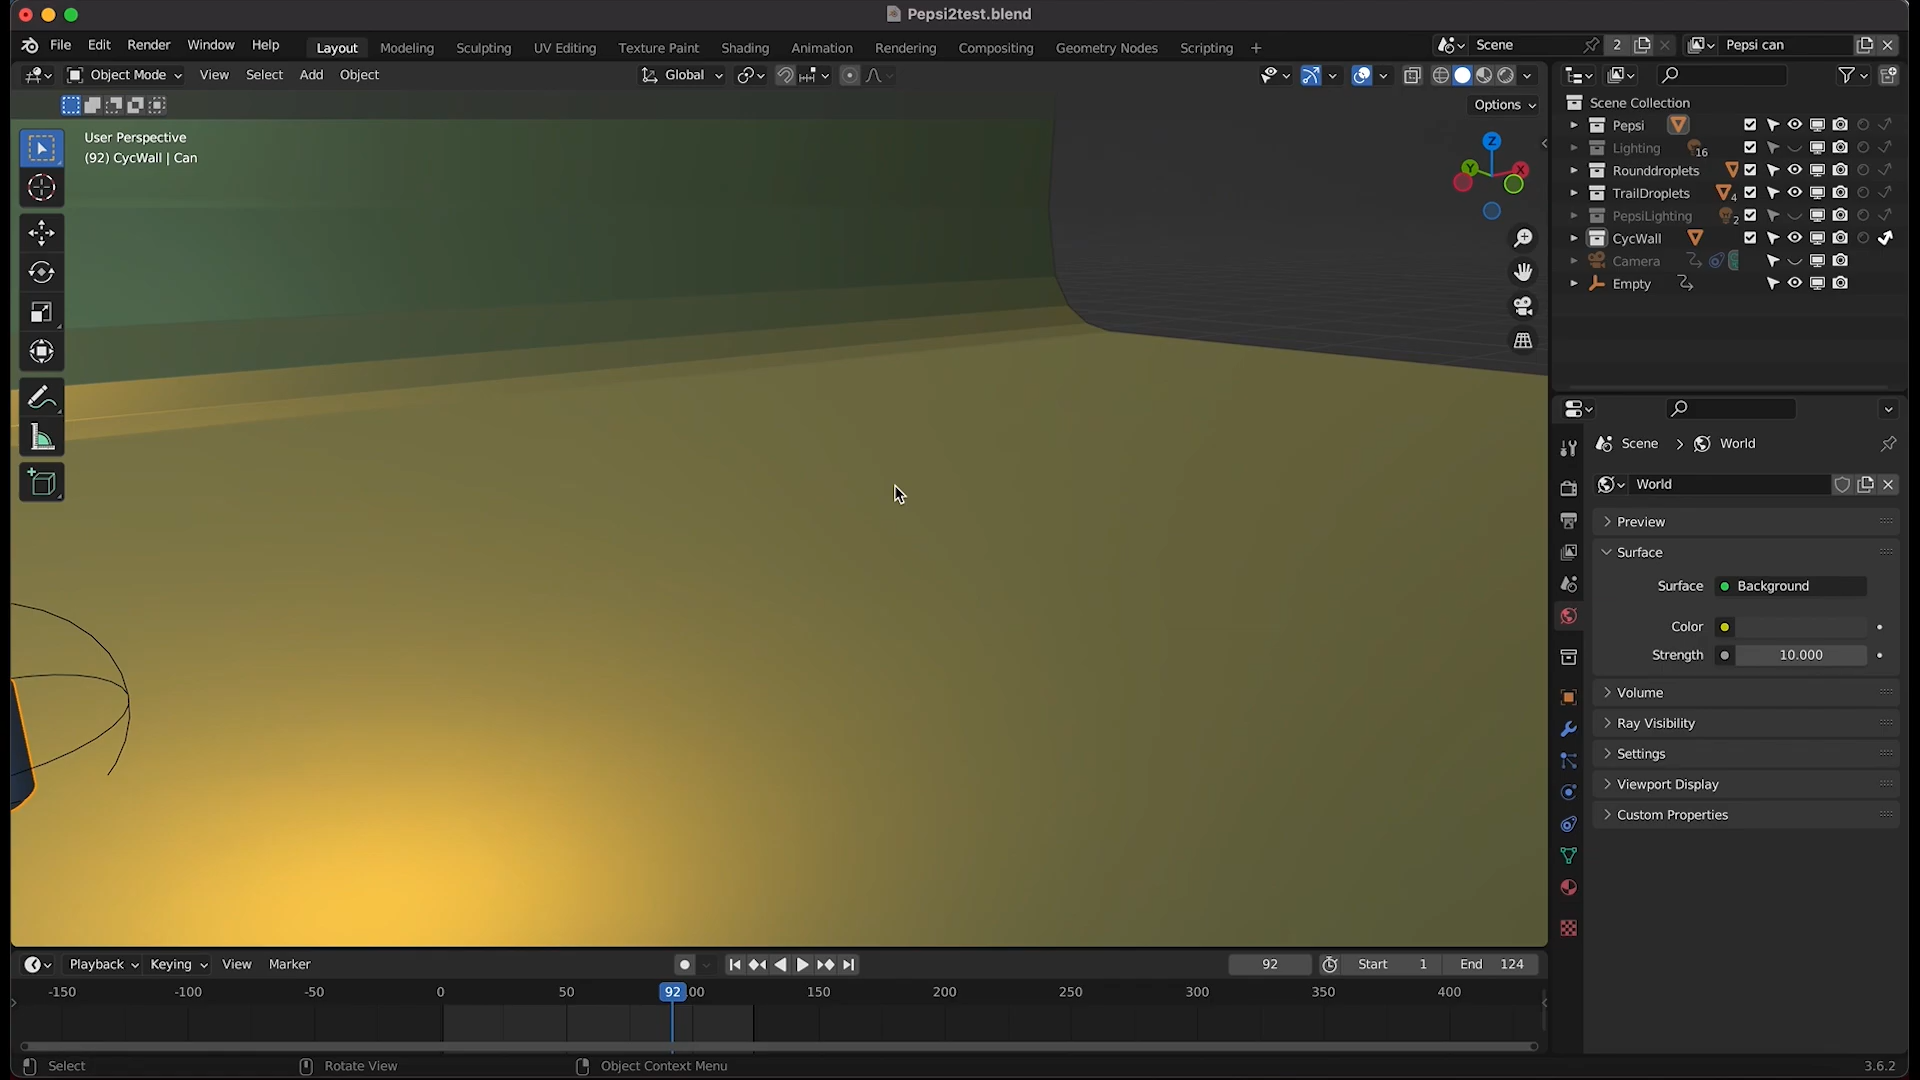 Pepsi2test.blend
File Edit Render Window Help Layout Modeling Sculpting UV Editing Texture Paint Shading Animation Rendering Compositing Geometry Nodes Scripting + Scene 2 Pepsi can
Object Mode View Select Add Object Global
Options
User Perspective
(92) CycWall | Can
Z
Y
X
Scene Collection
Pepsi
Lighting 16
Rounddroplets
TrailDroplets 4
PepsiLighting 2
CycWall
Camera
Empty
Scene > World
World
Preview
Surface
Surface Background
Color
Strength 10.000
Volume
Ray Visibility
Settings
Viewport Display
Custom Properties
Playback Keying View Marker 92 Start 1 End 124
-150 -100 -50 0 50 92 00 150 200 250 300 350 400
Select Rotate View Object Context Menu 3.6.2